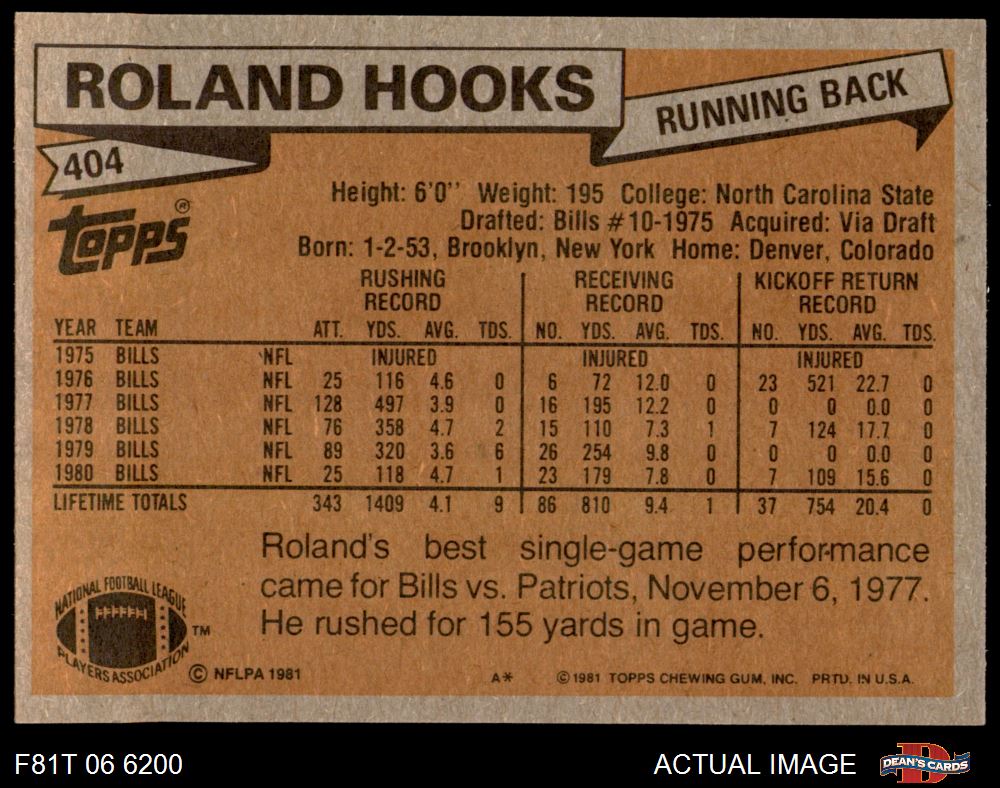 ROLAND HOOKS
RUNNING BACK
404
Topps®
Height: 6'0'' Weight: 195 College: North Carolina State
Drafted: Bills #10-1975 Acquired: Via Draft
Born: 1-2-53, Brooklyn, New York Home: Denver, Colorado
RUSHING RECORD RECEIVING RECORD KICKOFF RETURN RECORD
YEAR TEAM ATT. YDS. AVG. TDS. NO. YDS. AVG. TDS. NO. YDS. AVG. TDS.
1975 BILLS NFL INJURED INJURED INJURED
1976 BILLS NFL 25 116 4.6 0 6 72 12.0 0 23 521 22.7 0
1977 BILLS NFL 128 497 3.9 0 16 195 12.2 0 0 0 0.0 0
1978 BILLS NFL 76 358 4.7 2 15 110 7.3 1 7 124 17.7 0
1979 BILLS NFL 89 320 3.6 6 26 254 9.8 0 0 0 0.0 0
1980 BILLS NFL 25 118 4.7 1 23 179 7.8 0 7 109 15.6 0
LIFETIME TOTALS 343 1409 4.1 9 86 810 9.4 1 37 754 20.4 0
Roland's best single-game performance
came for Bills vs. Patriots, November 6, 1977.
He rushed for 155 yards in game.
NATIONAL FOOTBALL LEAGUE
PLAYERS ASSOCIATION
TM
© NFLPA 1981
A* © 1981 TOPPS CHEWING GUM, INC. PRTD. IN U.S.A.
F81T 06 6200
ACTUAL IMAGE
D
DEAN'S CARDS